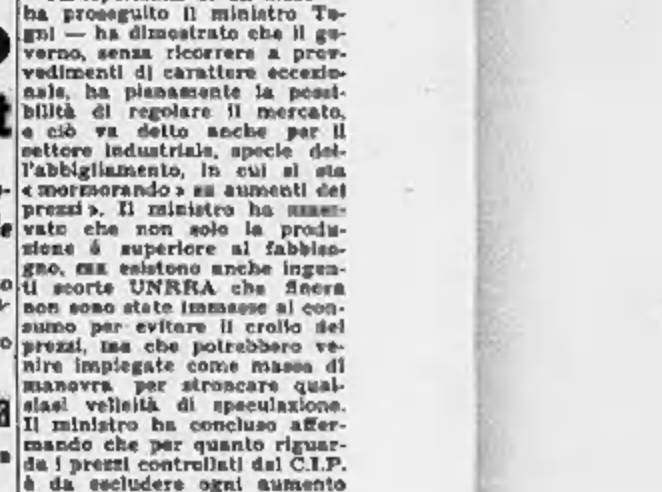 ha proseguito il ministro To-
gni — ha dimostrato che il go-
verno, senza ricorrere a prov-
vedimenti di carattere eccezio-
nale, ha pienamente la possi-
bilità di regolare il mercato,
e ciò va detto anche per il
settore industriale, specie del-
l'abbigliamento, in cui si sta
« mormorando » su aumenti dei
prezzi ». Il ministro ha osser-
vato che non solo la produ-
zione è superiore al fabbiso-
gno, ma esistono anche ingen-
ti scorte UNRRA che finora
non sono state immesse al con-
sumo per evitare il crollo dei
prezzi, ma che potrebbero ve-
nire impiegate come massa di
manovra per stroncare qual-
siasi velleità di speculazione.
Il ministro ha concluso affer-
mando che per quanto riguar-
da i prezzi controllati dal C.I.P.
è da escludere ogni aumento